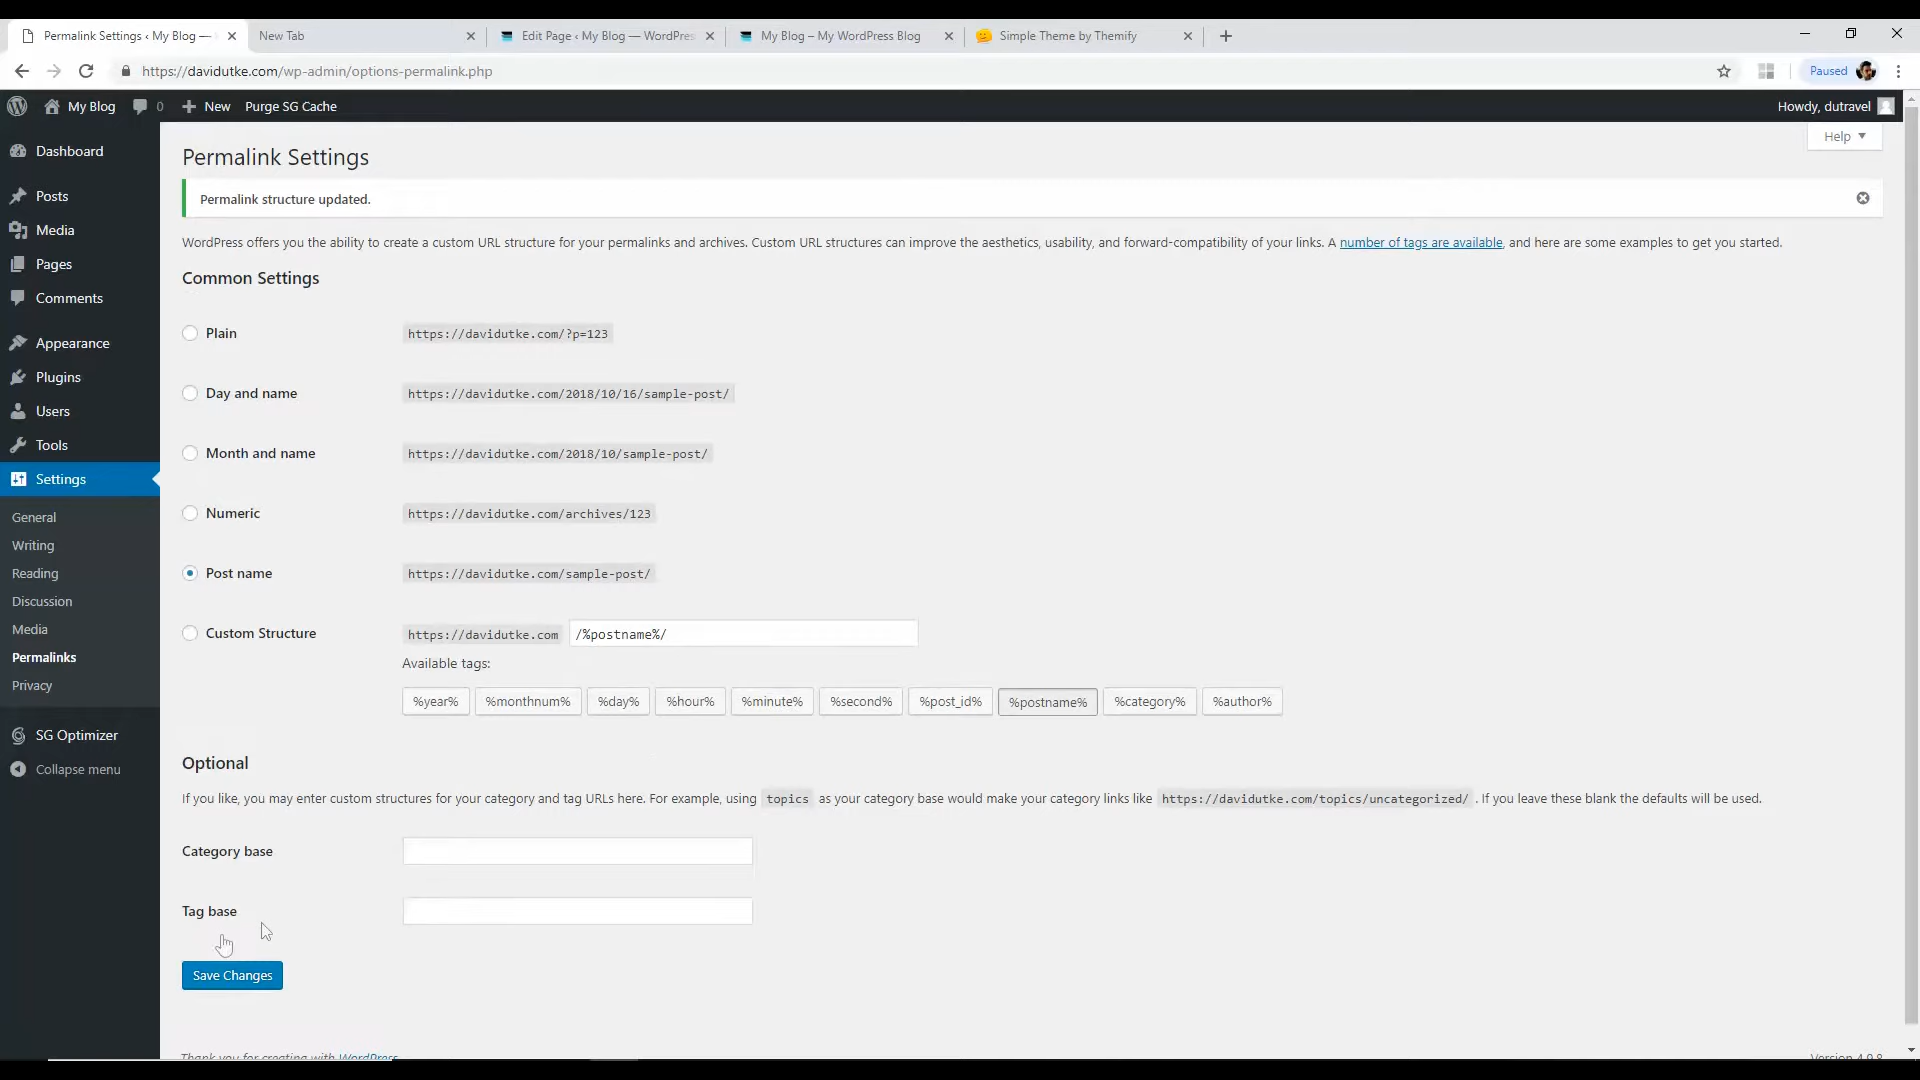 Permalink Settings ‹ My Blog —
New Tab
Edit Page ‹ My Blog — WordPres
My Blog – My WordPress Blog
Simple Theme by Themify
https://davidutke.com/wp-admin/options-permalink.php
Paused
My Blog
0
New
Purge SG Cache
Howdy, dutravel
Help
Dashboard
Posts
Media
Pages
Comments
Appearance
Plugins
Users
Tools
Settings
General
Writing
Reading
Discussion
Media
Permalinks
Privacy
SG Optimizer
Collapse menu
Permalink Settings
Permalink structure updated.
WordPress offers you the ability to create a custom URL structure for your permalinks and archives. Custom URL structures can improve the aesthetics, usability, and forward-compatibility of your links. A number of tags are available, and here are some examples to get you started.
Common Settings
Plain https://davidutke.com/?p=123
Day and name https://davidutke.com/2018/10/16/sample-post/
Month and name https://davidutke.com/2018/10/sample-post/
Numeric https://davidutke.com/archives/123
Post name https://davidutke.com/sample-post/
Custom Structure https://davidutke.com /%postname%/
Available tags:
%year% %monthnum% %day% %hour% %minute% %second% %post_id% %postname% %category% %author%
Optional
If you like, you may enter custom structures for your category and tag URLs here. For example, using topics as your category base would make your category links like https://davidutke.com/topics/uncategorized/ . If you leave these blank the defaults will be used.
Category base
Tag base
Save Changes
Thank you for creating with WordPress
Version 4.9.8